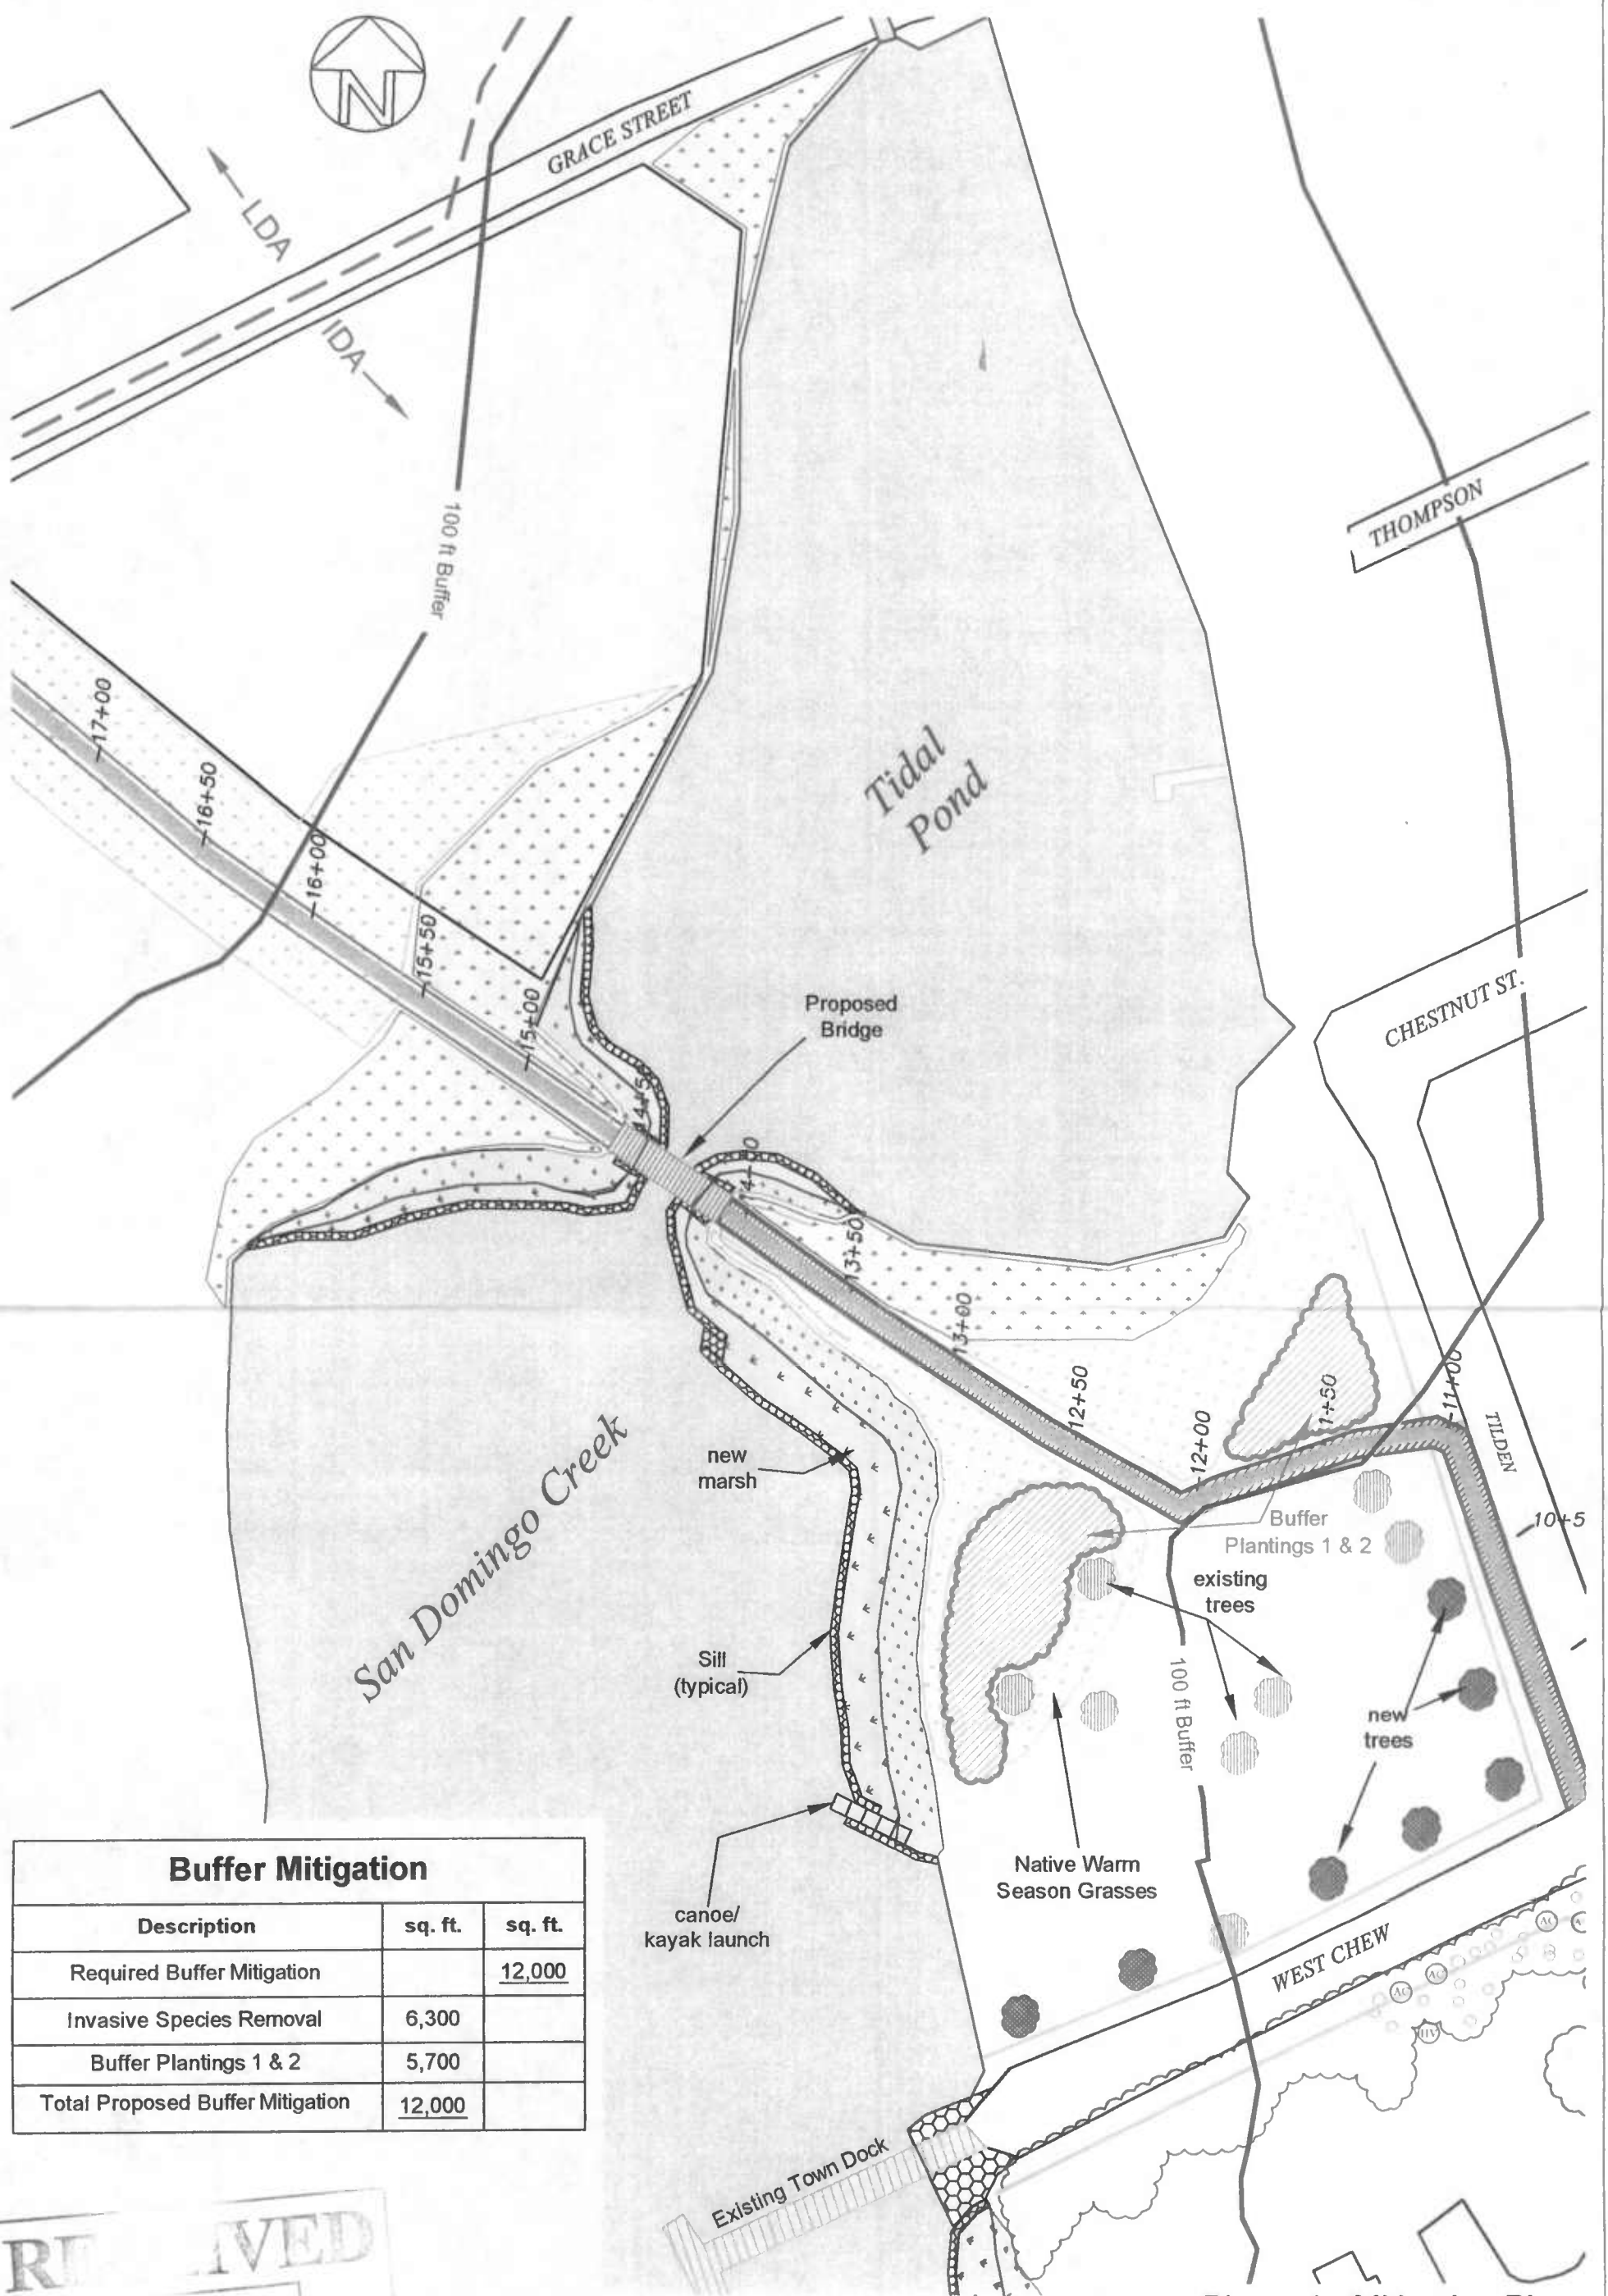 N
GRACE STREET
LDA
IDA
100 ft Buffer
THOMPSON
17+00
16+50
16+00
15+50
15+00
Tidal
Pond
CHESTNUT ST.
Proposed
Bridge
13+50
13+00
12+50
12+00
1+50
11+00
TILDEN
10+5
San Domingo Creek
new
marsh
Buffer
Plantings 1 & 2
existing
trees
Sill
(typical)
100 ft Buffer
new
trees
Native Warm
Season Grasses
canoe/
kayak launch
WEST CHEW
AC
AC
AC
Existing Town Dock
Buffer Mitigation
Description sq. ft. sq. ft.
Required Buffer Mitigation 12,000
Invasive Species Removal 6,300
Buffer Plantings 1 & 2 5,700
Total Proposed Buffer Mitigation 12,000